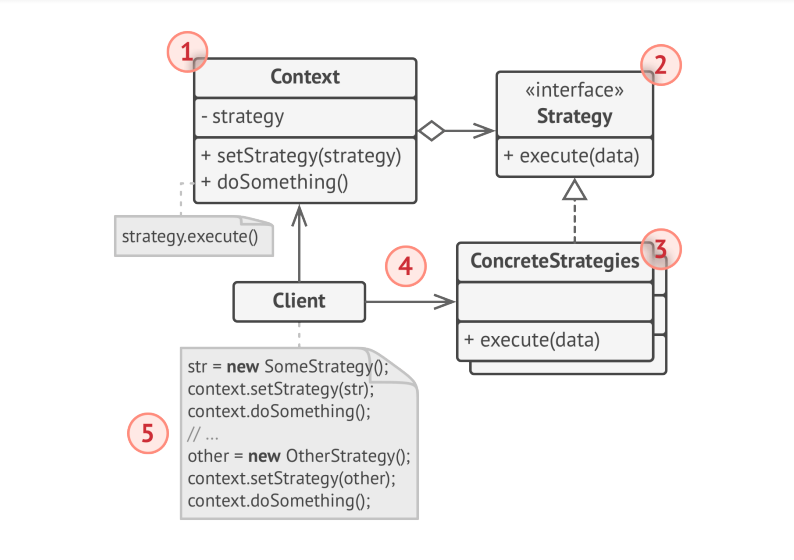 1
Context
- strategy
+ setStrategy(strategy)
+ doSomething()
strategy.execute()
2
«interface»
Strategy
+ execute(data)
3
ConcreteStrategies
+ execute(data)
4
Client
5
str = new SomeStrategy();
context.setStrategy(str);
context.doSomething();
// ...
other = new OtherStrategy();
context.setStrategy(other);
context.doSomething();